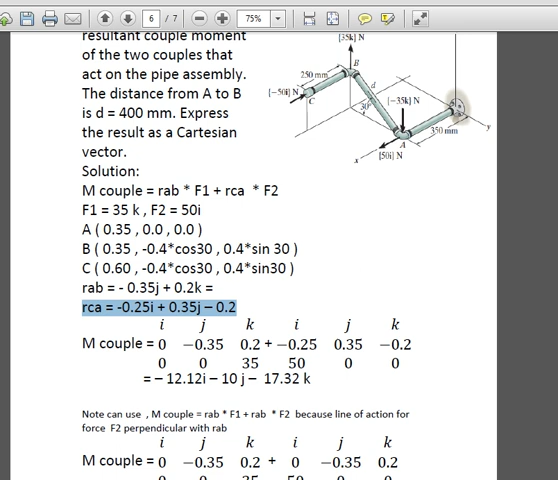 6 / 7
75%
resultant couple moment
of the two couples that
act on the pipe assembly.
The distance from A to B
is d = 400 mm. Express
the result as a Cartesian
vector.
{35k} N
B
250 mm
{−50i} N
C
d
30°
{−35k} N
350 mm
A
y
x
{50i} N
Solution:
M couple = rab * F1 + rca * F2
F1 = 35 k , F2 = 50i
A ( 0.35 , 0.0 , 0.0 )
B ( 0.35 , -0.4*cos30 , 0.4*sin 30 )
C ( 0.60 , -0.4*cos30 , 0.4*sin30 )
rab = - 0.35j + 0.2k =
rca = -0.25i + 0.35j – 0.2
i j k i j k
M couple = 0 −0.35 0.2 + −0.25 0.35 −0.2
0 0 35 50 0 0
= − 12.12i − 10 j − 17.32 k
Note can use , M couple = rab * F1 + rab * F2 because line of action for
force F2 perpendicular with rab
i j k i j k
M couple = 0 −0.35 0.2 + 0 −0.35 0.2